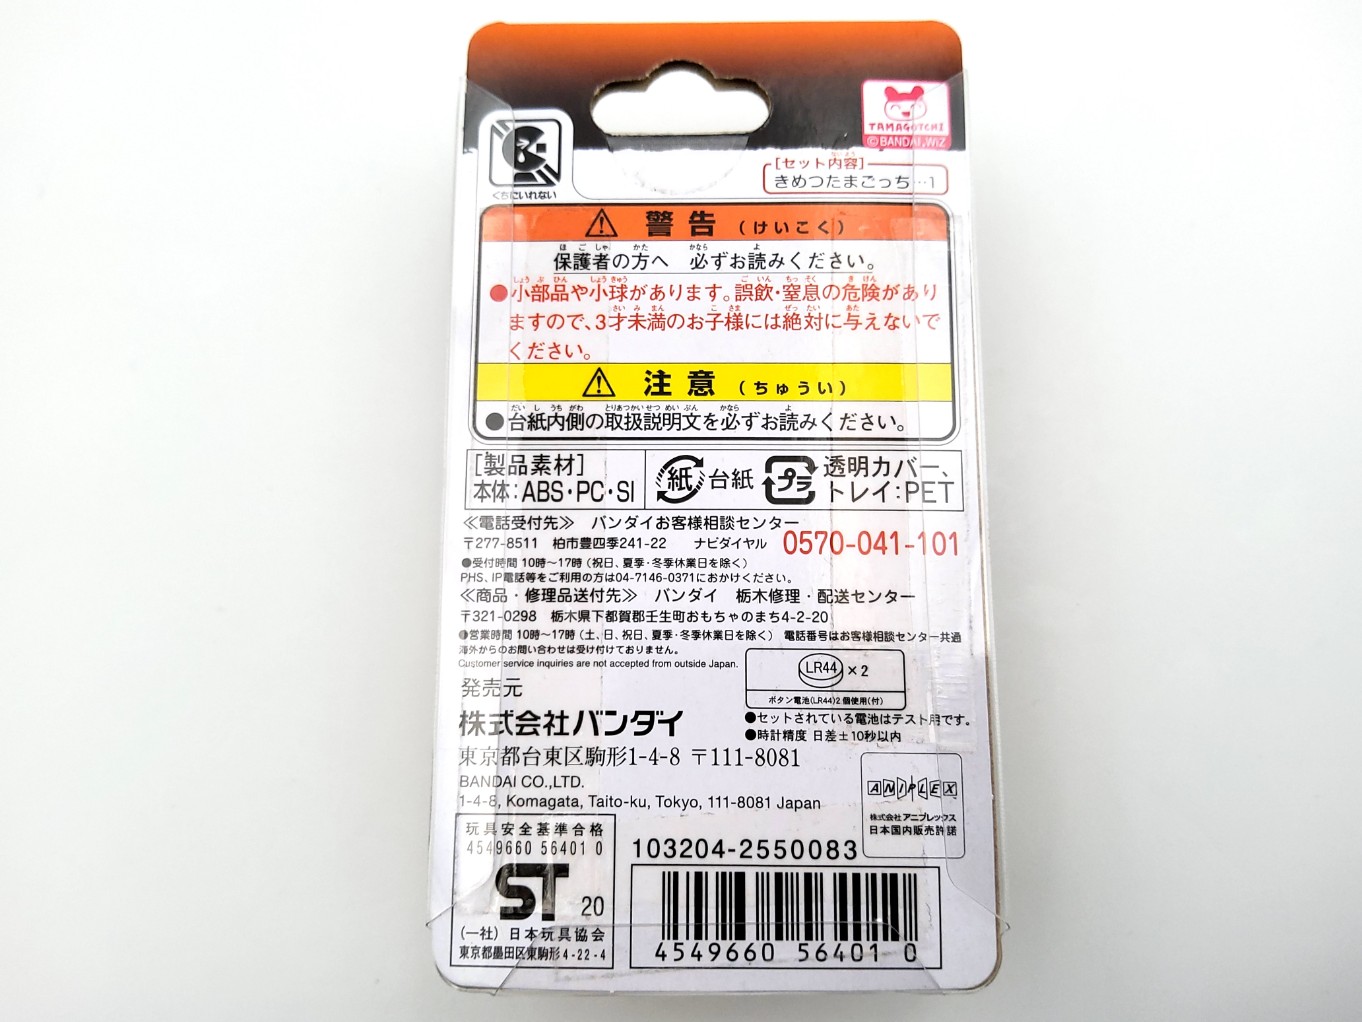 TAMAGOTCHI
©BANDAI,WIZ
くちにいれない
[セット内容]
きめつたまごっち…1
警告(けいこく)
保護者の方へ 必ずお読みください。
●小部品や小球があります。誤飲・窒息の危険があり
ますので、3才未満のお子様には絶対に与えないで
ください。
注意(ちゅうい)
●台紙内側の取扱説明文を必ずお読みください。
[製品素材]
本体:ABS・PC・SI
紙 台紙
プラ 透明カバー、
トレイ:PET
≪電話受付先≫ バンダイお客様相談センター
〒277-8511 柏市豊四季241-22 ナビダイヤル 0570-041-101
●受付時間 10時～17時(祝日、夏季・冬季休業日を除く)
PHS、IP電話等をご利用の方は04-7146-0371におかけください。
≪商品・修理品送付先≫ バンダイ 栃木修理・配送センター
〒321-0298 栃木県下都賀郡壬生町おもちゃのまち4-2-20
●営業時間 10時～17時(土、日、祝日、夏季・冬季休業日を除く) 電話番号はお客様相談センター共通
海外からのお問い合わせは受け付けておりません。
Customer service inquiries are not accepted from outside Japan.
LR44×2
ボタン電池(LR44)2個使用(付)
発売元
株式会社バンダイ
●セットされている電池はテスト用です。
●時計精度 日差±10秒以内
東京都台東区駒形1-4-8 〒111-8081
BANDAI CO.,LTD.
1-4-8, Komagata, Taito-ku, Tokyo, 111-8081 Japan
ANIPLEX
株式会社アニプレックス
日本国内販売許諾
玩具安全基準合格
4549660 56401 0
ST 20
(一社)日本玩具協会
東京都墨田区東駒形4-22-4
103204-2550083
4549660 56401 0